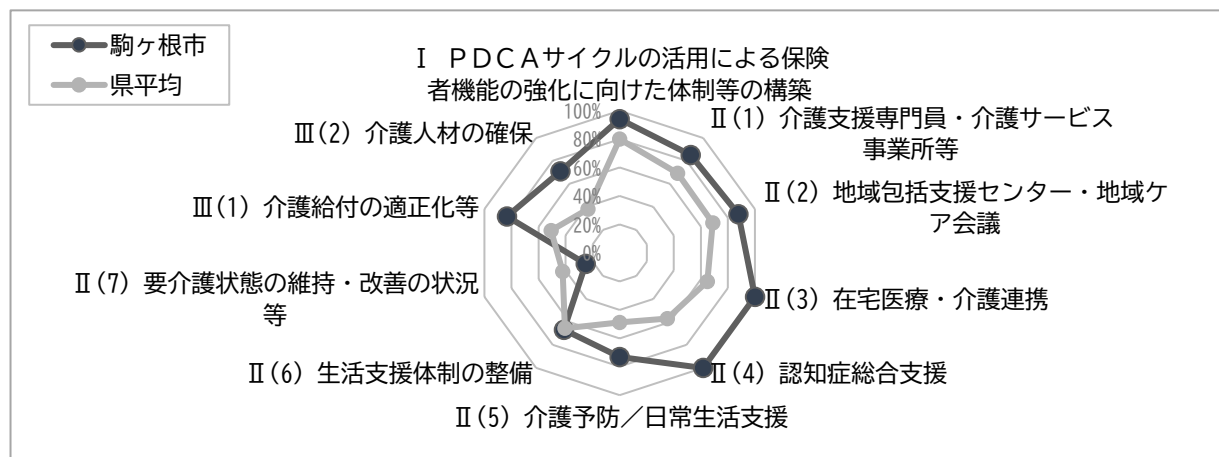 駒ヶ根市
県平均
Ⅰ ＰＤＣＡサイクルの活用による保険
者機能の強化に向けた体制等の構築
Ⅱ(1) 介護支援専門員・介護サービス
事業所等
Ⅱ(2) 地域包括支援センター・地域ケ
ア会議
Ⅱ(3) 在宅医療・介護連携
Ⅱ(4) 認知症総合支援
Ⅱ(5) 介護予防／日常生活支援
Ⅱ(6) 生活支援体制の整備
Ⅱ(7) 要介護状態の維持・改善の状況
等
Ⅲ(1) 介護給付の適正化等
Ⅲ(2) 介護人材の確保
100%
80%
60%
40%
20%
0%